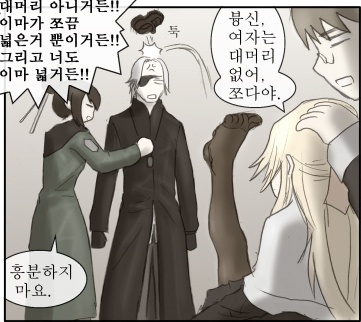 대머리 아니거든!!
이마가 쪼끔
넓은거 뿐이거든!!
그리고 너도
이마 넓거든!!
툭
븅신,
여자는
대머리
없어,
쪼다야.
흥분하지
마요.